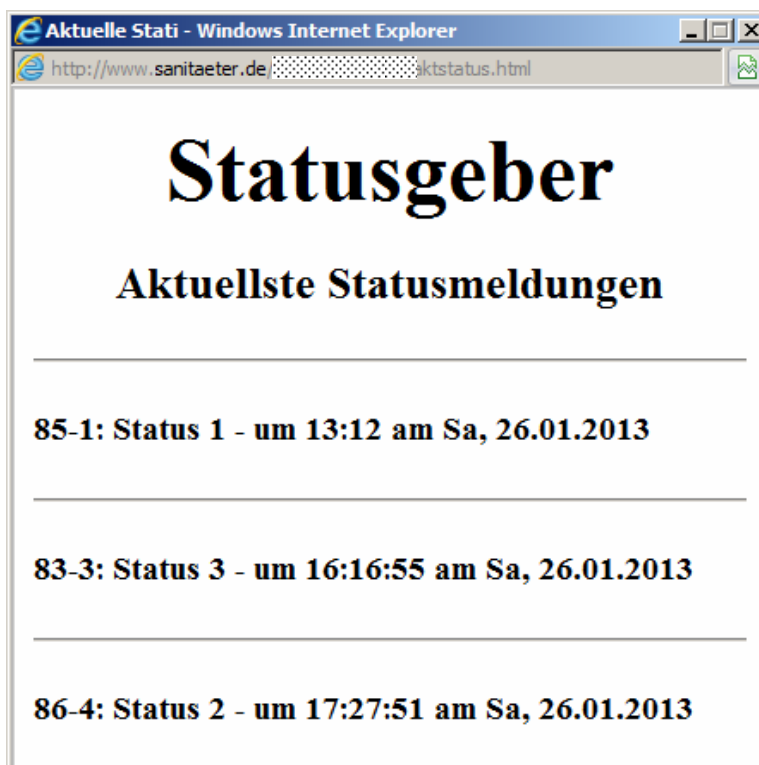 Aktuelle Stati - Windows Internet Explorer
http://www.sanitaeter.de/ aktstatus.html
Statusgeber
Aktuellste Statusmeldungen
85-1: Status 1 - um 13:12 am Sa, 26.01.2013
83-3: Status 3 - um 16:16:55 am Sa, 26.01.2013
86-4: Status 2 - um 17:27:51 am Sa, 26.01.2013